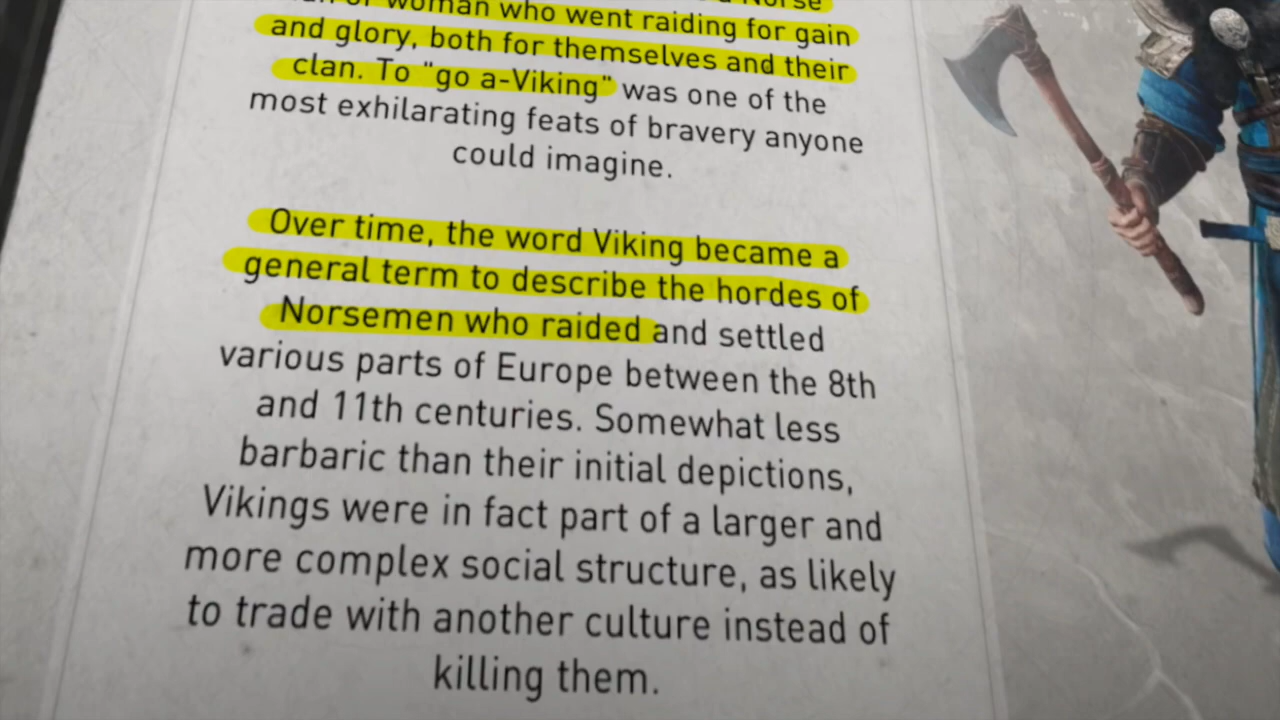 Norse
woman who went raiding for gain
and glory, both for themselves and their
clan. To "go a-Viking" was one of the
most exhilarating feats of bravery anyone
could imagine.
Over time, the word Viking became a
general term to describe the hordes of
Norsemen who raided and settled
various parts of Europe between the 8th
and 11th centuries. Somewhat less
barbaric than their initial depictions,
Vikings were in fact part of a larger and
more complex social structure, as likely
to trade with another culture instead of
killing them.